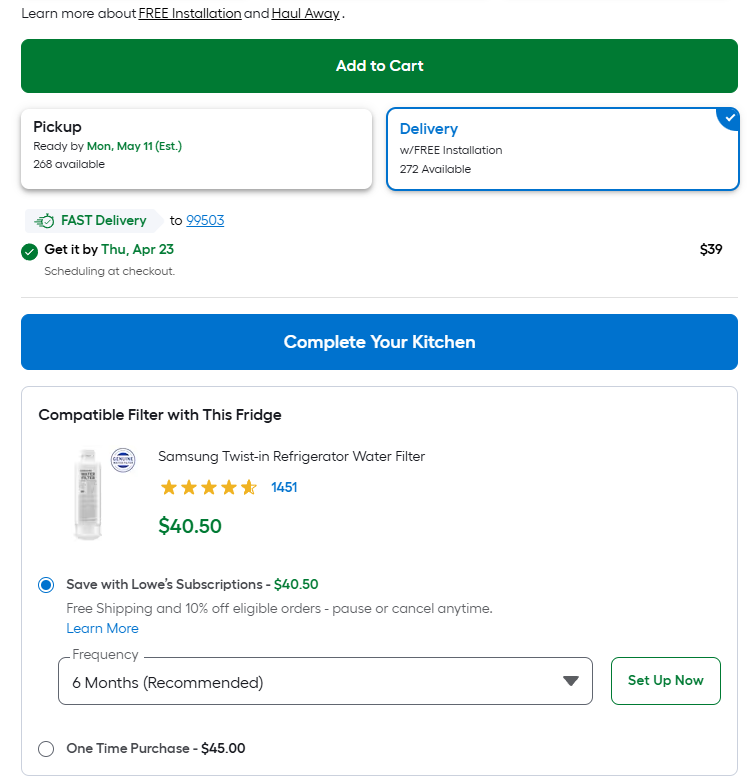 Learn more about FREE Installation and Haul Away.
Add to Cart
Pickup
Ready by Mon, May 11 (Est.)
268 available
Delivery
w/FREE Installation
272 Available
FAST Delivery to 99503
Get it by Thu, Apr 23 $39
Scheduling at checkout.
Complete Your Kitchen
Compatible Filter with This Fridge
GENUINE
WATER
FILTER
Samsung Twist-in Refrigerator Water Filter
1451
$40.50
Save with Lowe's Subscriptions - $40.50
Free Shipping and 10% off eligible orders - pause or cancel anytime.
Learn More
Frequency
6 Months (Recommended)
Set Up Now
One Time Purchase - $45.00